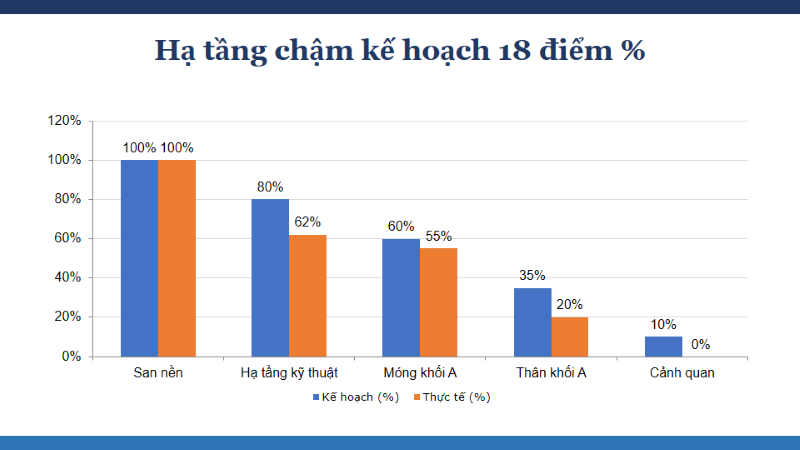 Hạ tầng chậm kế hoạch 18 điểm %
120%
100%
80%
60%
40%
20%
0%
100% 100%
80%
62%
60%
55%
35%
20%
10%
0%
San nền
Hạ tầng kỹ thuật
Móng khối A
Thân khối A
Cảnh quan
Kế hoạch (%)
Thực tế (%)